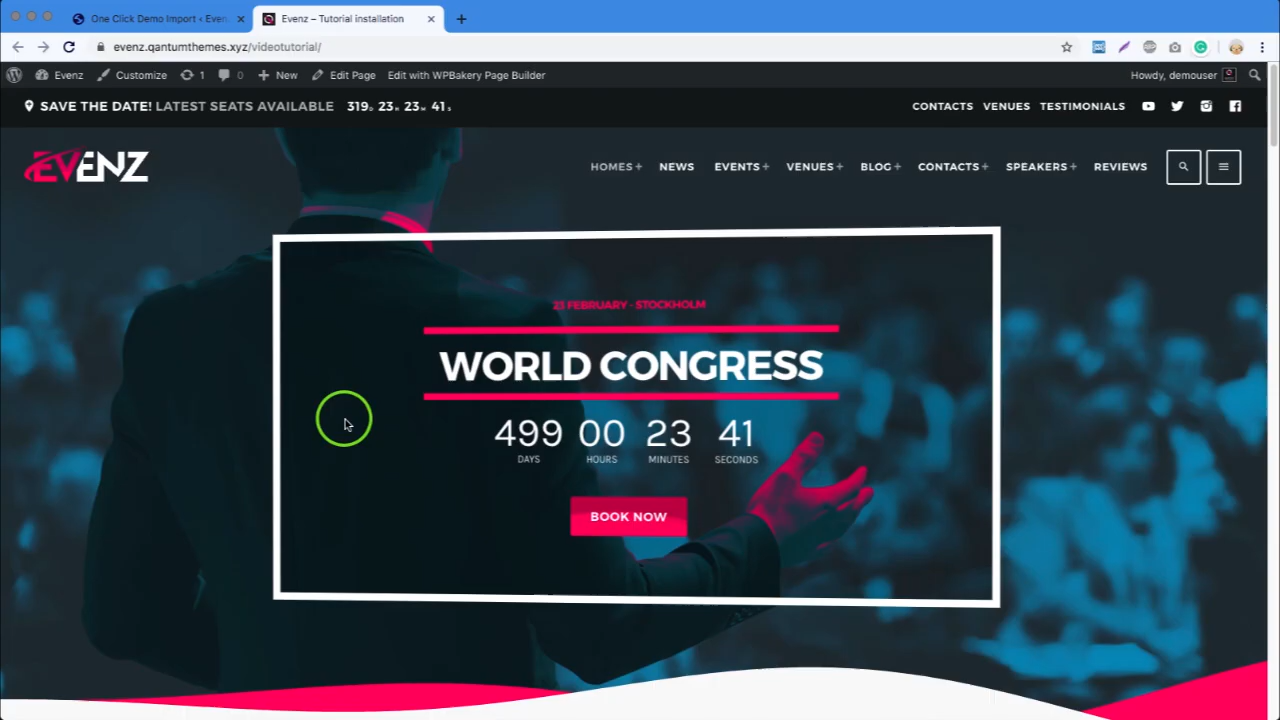 One Click Demo Import ‹ Even
Evenz – Tutorial installation
evenz.qantumthemes.xyz/videotutorial/
Evenz
Customize
1
0
New
Edit Page
Edit with WPBakery Page Builder
Howdy, demouser
SAVE THE DATE! LATEST SEATS AVAILABLE 319D 23H 23M 41S
CONTACTS VENUES TESTIMONIALS
EVENZ
HOMES+ NEWS EVENTS+ VENUES+ BLOG+ CONTACTS+ SPEAKERS+ REVIEWS
23 FEBRUARY - STOCKHOLM
WORLD CONGRESS
499 00 23 41
DAYS HOURS MINUTES SECONDS
BOOK NOW